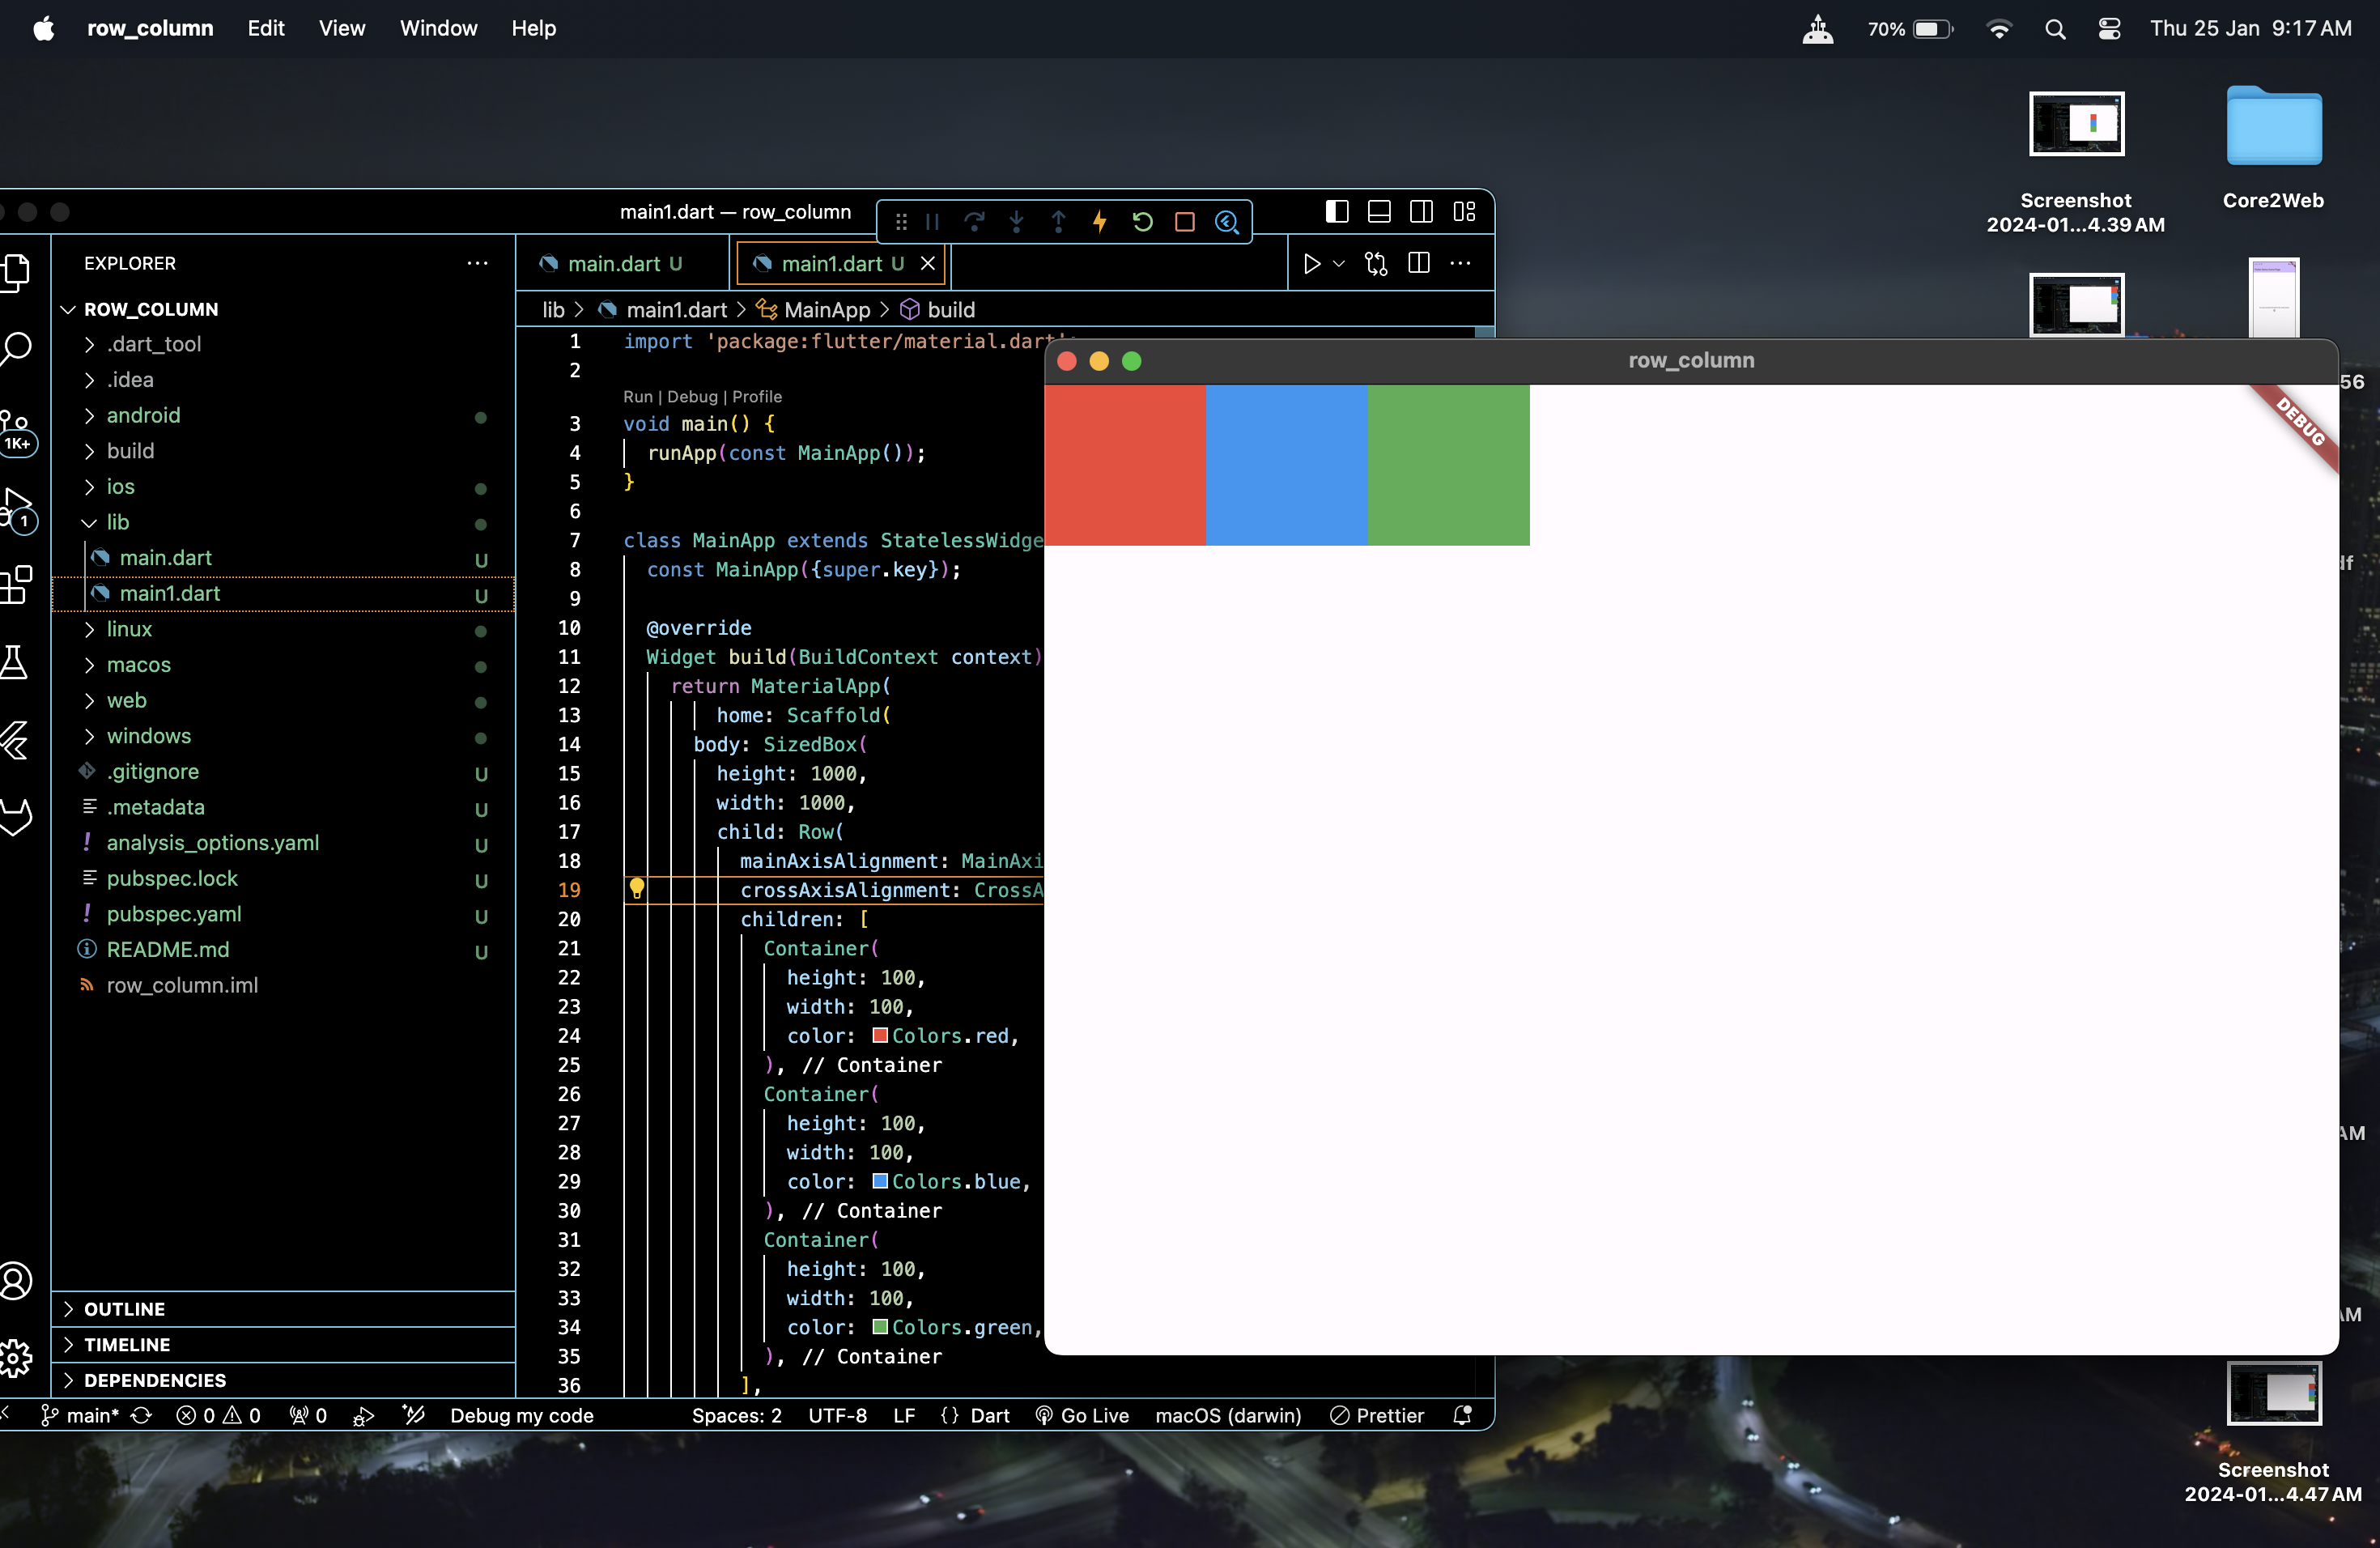 row_column Edit View Window Help 70% Thu 25 Jan 9:17 AM
Screenshot
2024-01...4.39 AM
Core2Web
main1.dart — row_column
EXPLORER
main.dart U
main1.dart U
ROW_COLUMN
.dart_tool
.idea
android
build
ios
lib
main.dart U
main1.dart U
linux
macos
web
windows
.gitignore U
.metadata U
analysis_options.yaml U
pubspec.lock U
pubspec.yaml U
README.md U
row_column.iml
OUTLINE
TIMELINE
DEPENDENCIES
1K+
1
lib > main1.dart > MainApp > build
1 import 'package:flutter/material.dart';
2
Run | Debug | Profile
3 void main() {
4 runApp(const MainApp());
5 }
6
7 class MainApp extends StatelessWidge
8 const MainApp({super.key});
9
10 @override
11 Widget build(BuildContext context)
12 return MaterialApp(
13 home: Scaffold(
14 body: SizedBox(
15 height: 1000,
16 width: 1000,
17 child: Row(
18 mainAxisAlignment: MainAxi
19 crossAxisAlignment: CrossA
20 children: [
21 Container(
22 height: 100,
23 width: 100,
24 color: Colors.red,
25 ), // Container
26 Container(
27 height: 100,
28 width: 100,
29 color: Colors.blue,
30 ), // Container
31 Container(
32 height: 100,
33 width: 100,
34 color: Colors.green,
35 ), // Container
36 ],
row_column
DEBUG
56
df
AM
AM
main* 0 0 0 Debug my code Spaces: 2 UTF-8 LF {} Dart Go Live macOS (darwin) Prettier
Screenshot
2024-01...4.47 AM